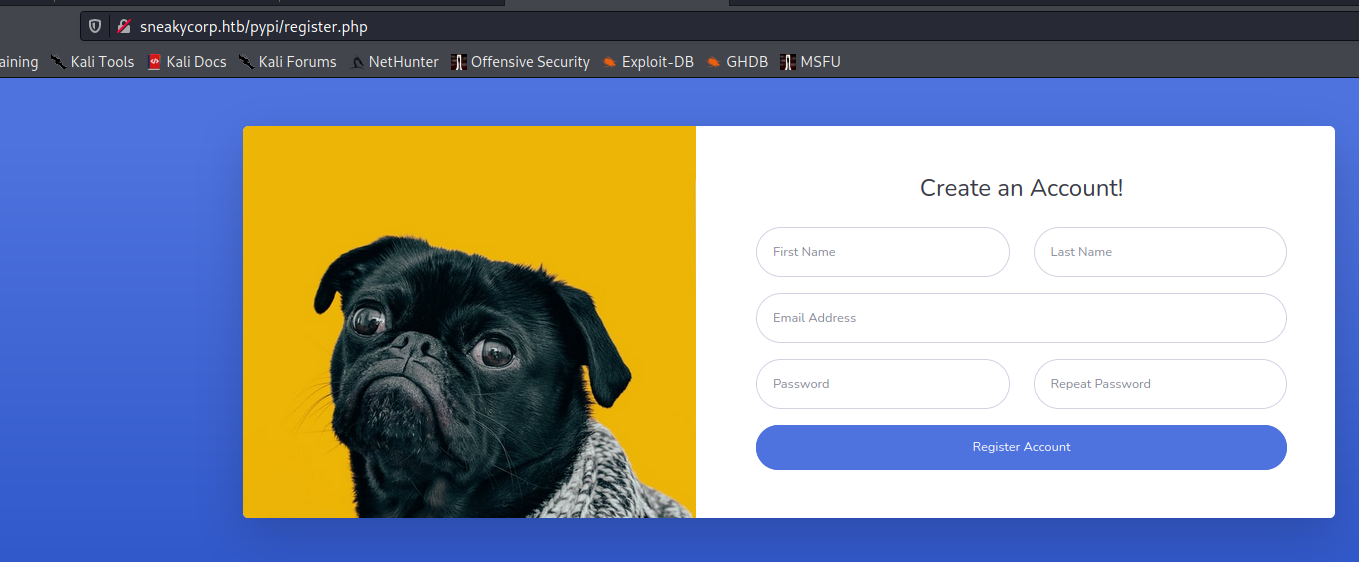 sneakycorp.htb/pypi/register.php
aining Kali Tools Kali Docs Kali Forums NetHunter Offensive Security Exploit-DB GHDB MSFU
Create an Account!
First Name Last Name
Email Address
Password Repeat Password
Register Account